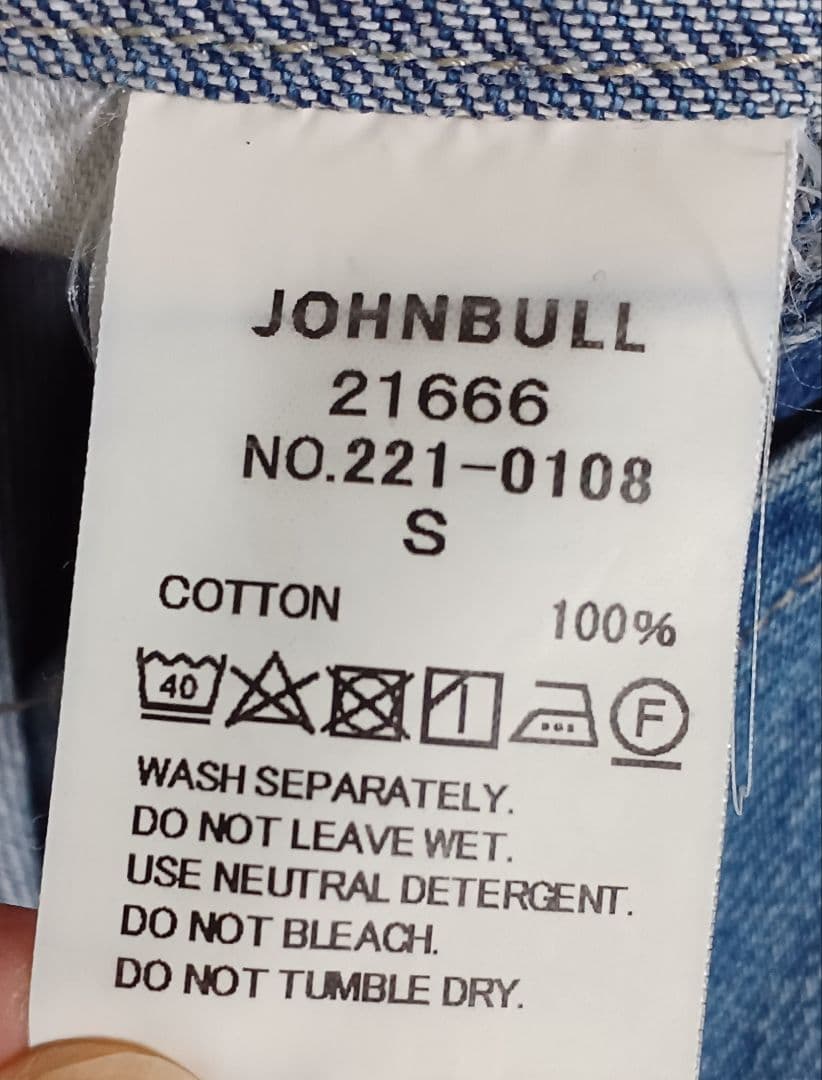 JOHNBULL
21666
NO.221-0108
S
COTTON 100%
40 F
WASH SEPARATELY.
DO NOT LEAVE WET.
USE NEUTRAL DETERGENT.
DO NOT BLEACH.
DO NOT TUMBLE DRY.